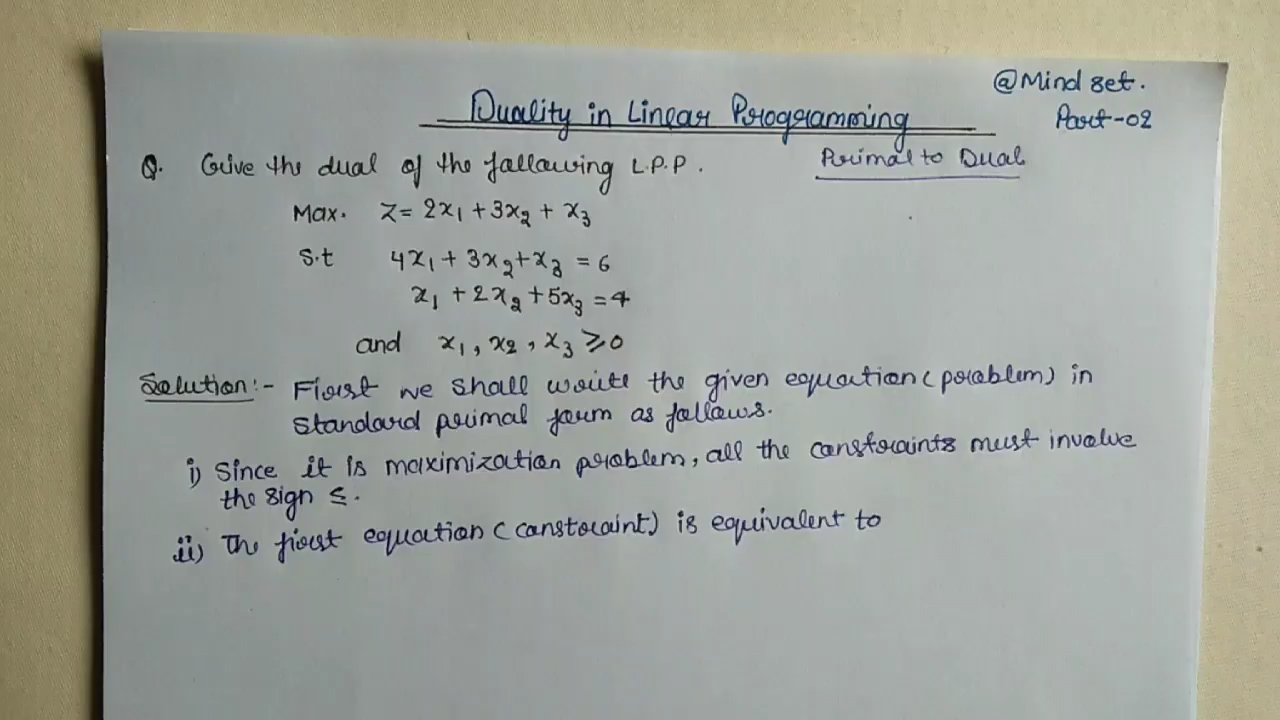 @Mind set.
Duality in Linear Programming
Part-02
Primal to Dual
Q. Give the dual of the following L.P.P.
Max. Z = 2x₁ + 3x₂ + x₃
S.t 4x₁ + 3x₂ + x₃ = 6
x₁ + 2x₂ + 5x₃ = 4
and x₁, x₂, x₃ ≥ 0
Solution:- First we shall write the given equation (problem) in
standard primal form as follows.
i) Since it is maximization problem, all the constraints must involve
the sign ≤.
ii) The first equation (constraint) is equivalent to